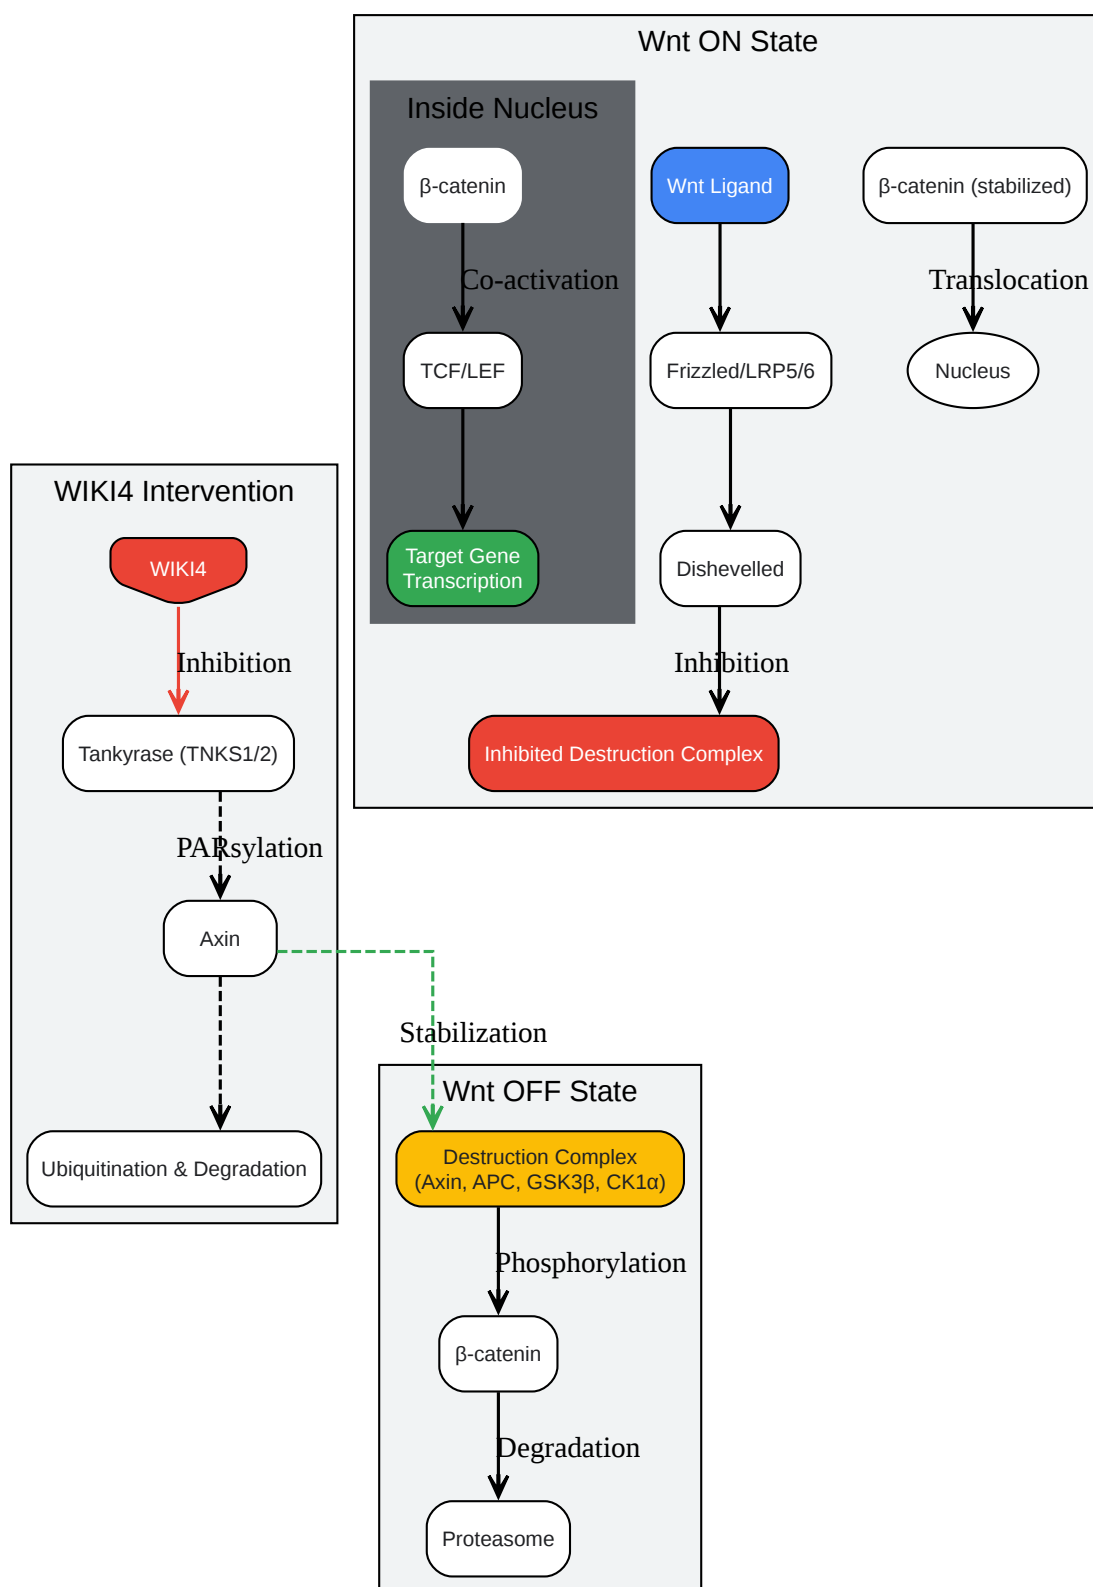 Wnt ON State
Inside Nucleus
β-catenin
Co-activation
TCF/LEF
Target Gene
Transcription
Wnt Ligand
Frizzled/LRP5/6
Dishevelled
Inhibition
Inhibited Destruction Complex
β-catenin (stabilized)
Translocation
Nucleus
WIKI4 Intervention
WIKI4
Inhibition
Tankyrase (TNKS1/2)
PARsylation
Axin
Ubiquitination & Degradation
Stabilization
Wnt OFF State
Destruction Complex
(Axin, APC, GSK3β, CK1α)
Phosphorylation
β-catenin
Degradation
Proteasome